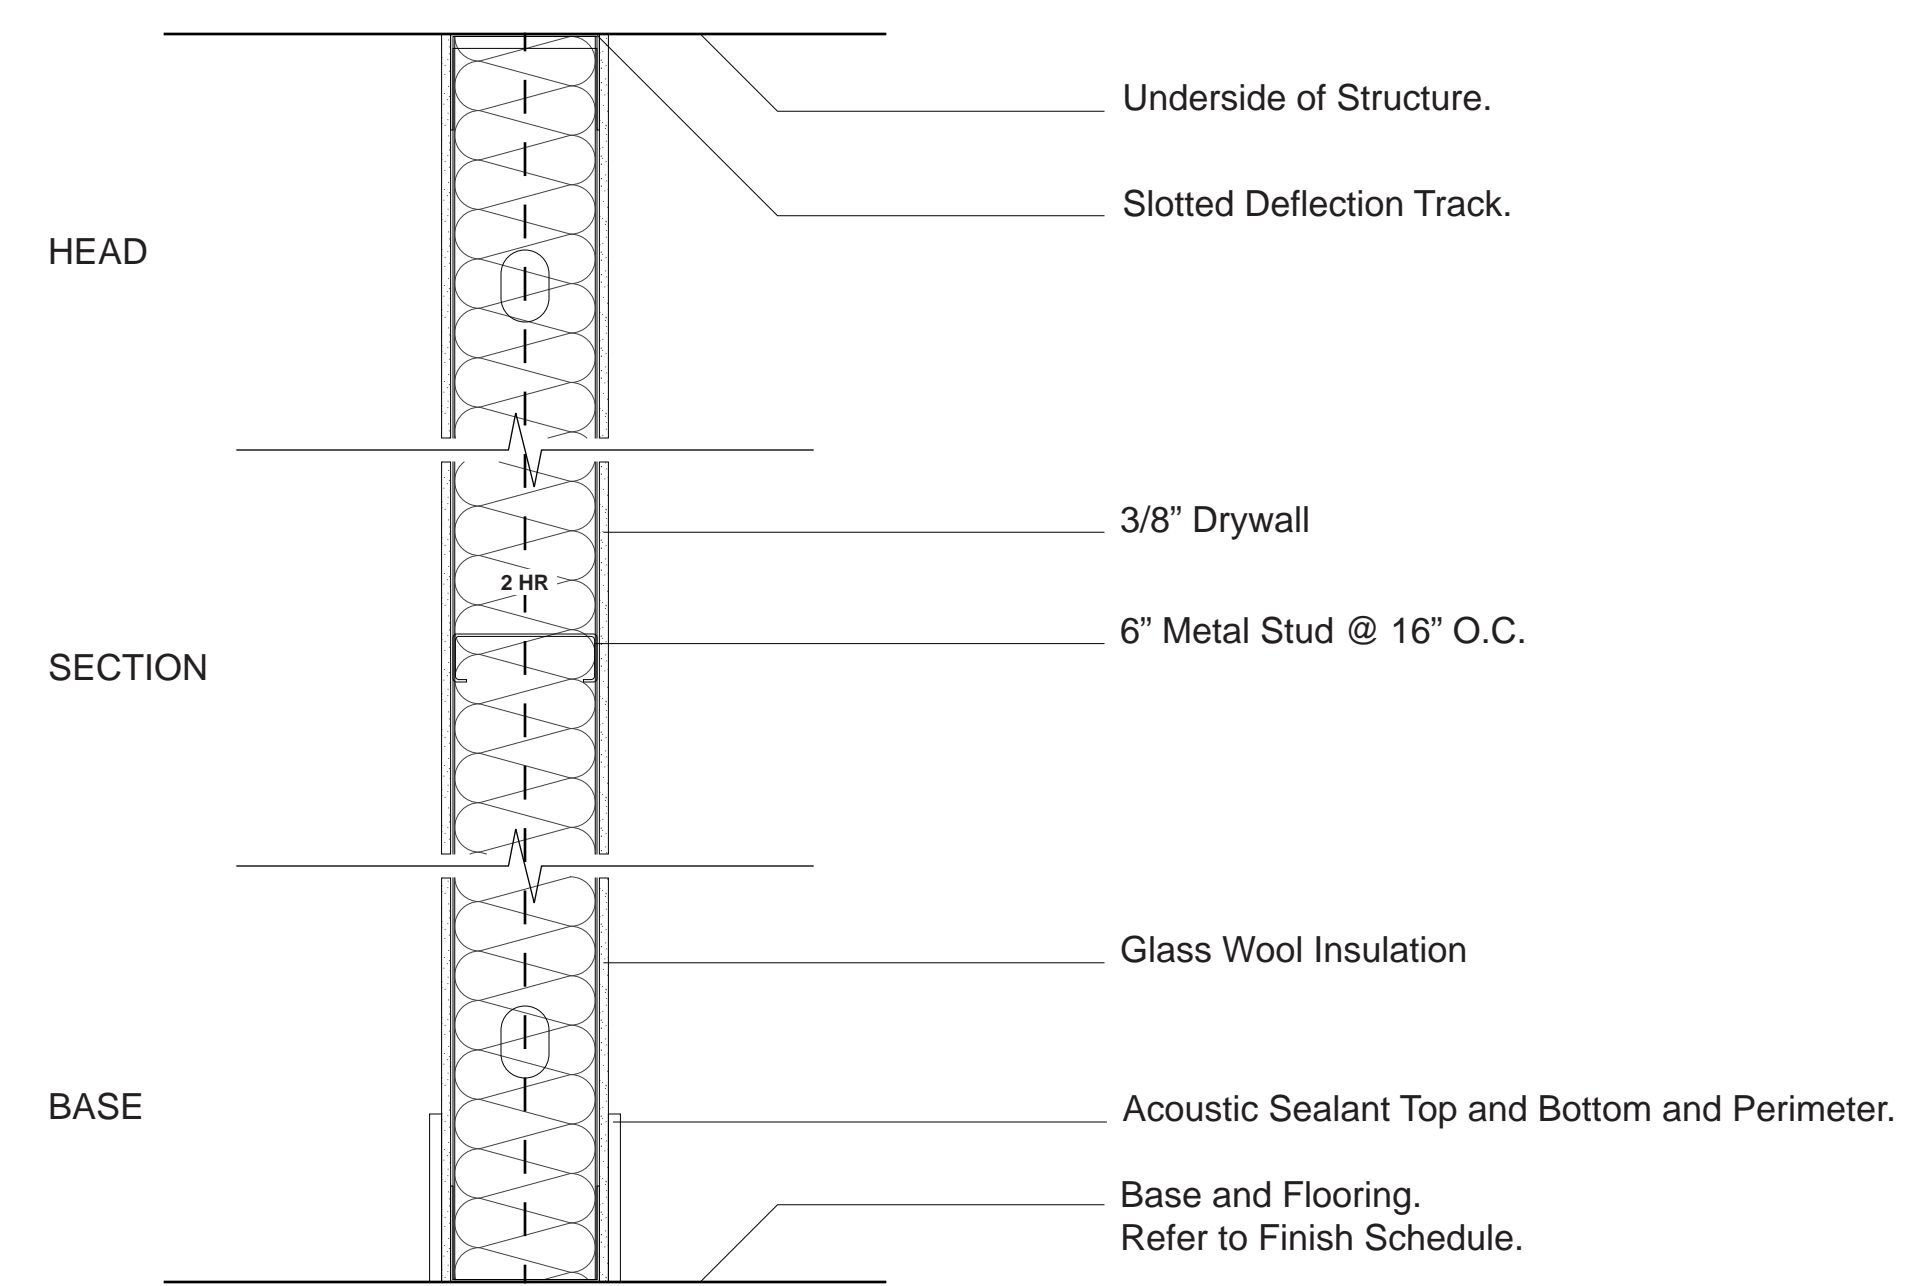 Underside of Structure.
Slotted Deflection Track.
HEAD
3/8” Drywall
2 HR
6” Metal Stud @ 16” O.C.
SECTION
Glass Wool Insulation
BASE
Acoustic Sealant Top and Bottom and Perimeter.
Base and Flooring.
Refer to Finish Schedule.